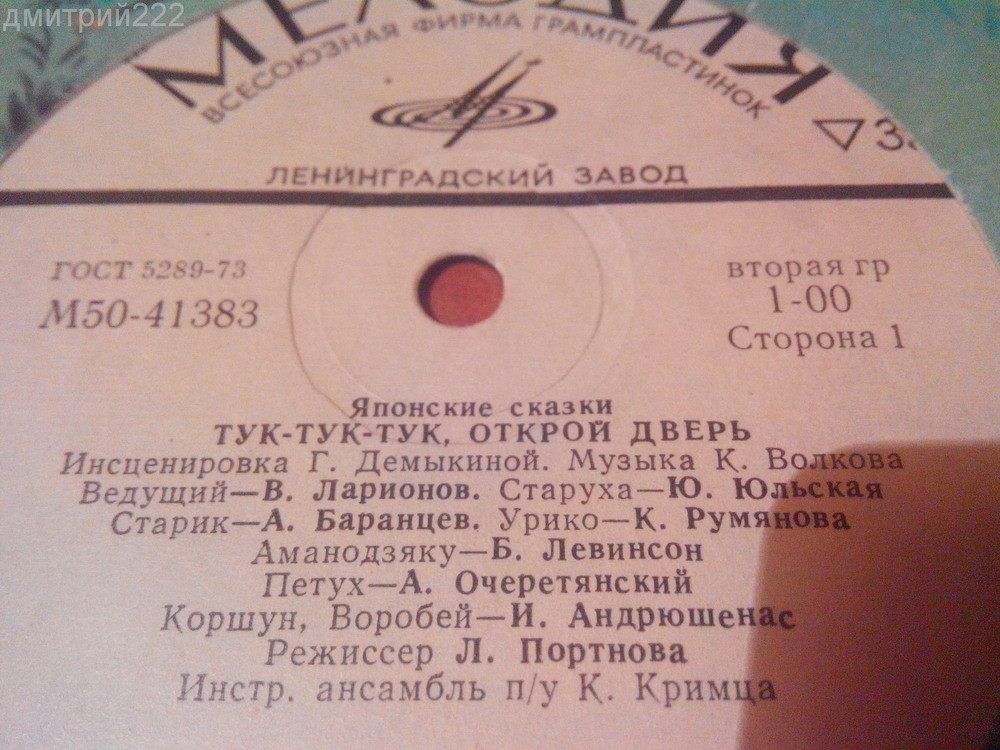 дмитрий222
МЕЛОДИЯ
ВСЕСОЮЗНАЯ ФИРМА ГРАМПЛАСТИНОК
ЛЕНИНГРАДСКИЙ ЗАВОД
ГОСТ 5289-73
М50-41383
вторая гр
1-00
Сторона 1
Японские сказки
ТУК-ТУК-ТУК, ОТКРОЙ ДВЕРЬ
Инсценировка Г. Демыкиной. Музыка К. Волкова
Ведущий—В. Ларионов. Старуха—Ю. Юльская
Старик—А. Баранцев. Урико—К. Румянова
Аманодзяку—Б. Левинсон
Петух—А. Очеретянский
Коршун, Воробей—И. Андрюшенас
Режиссер Л. Портнова
Инстр. ансамбль п/у К. Кримца